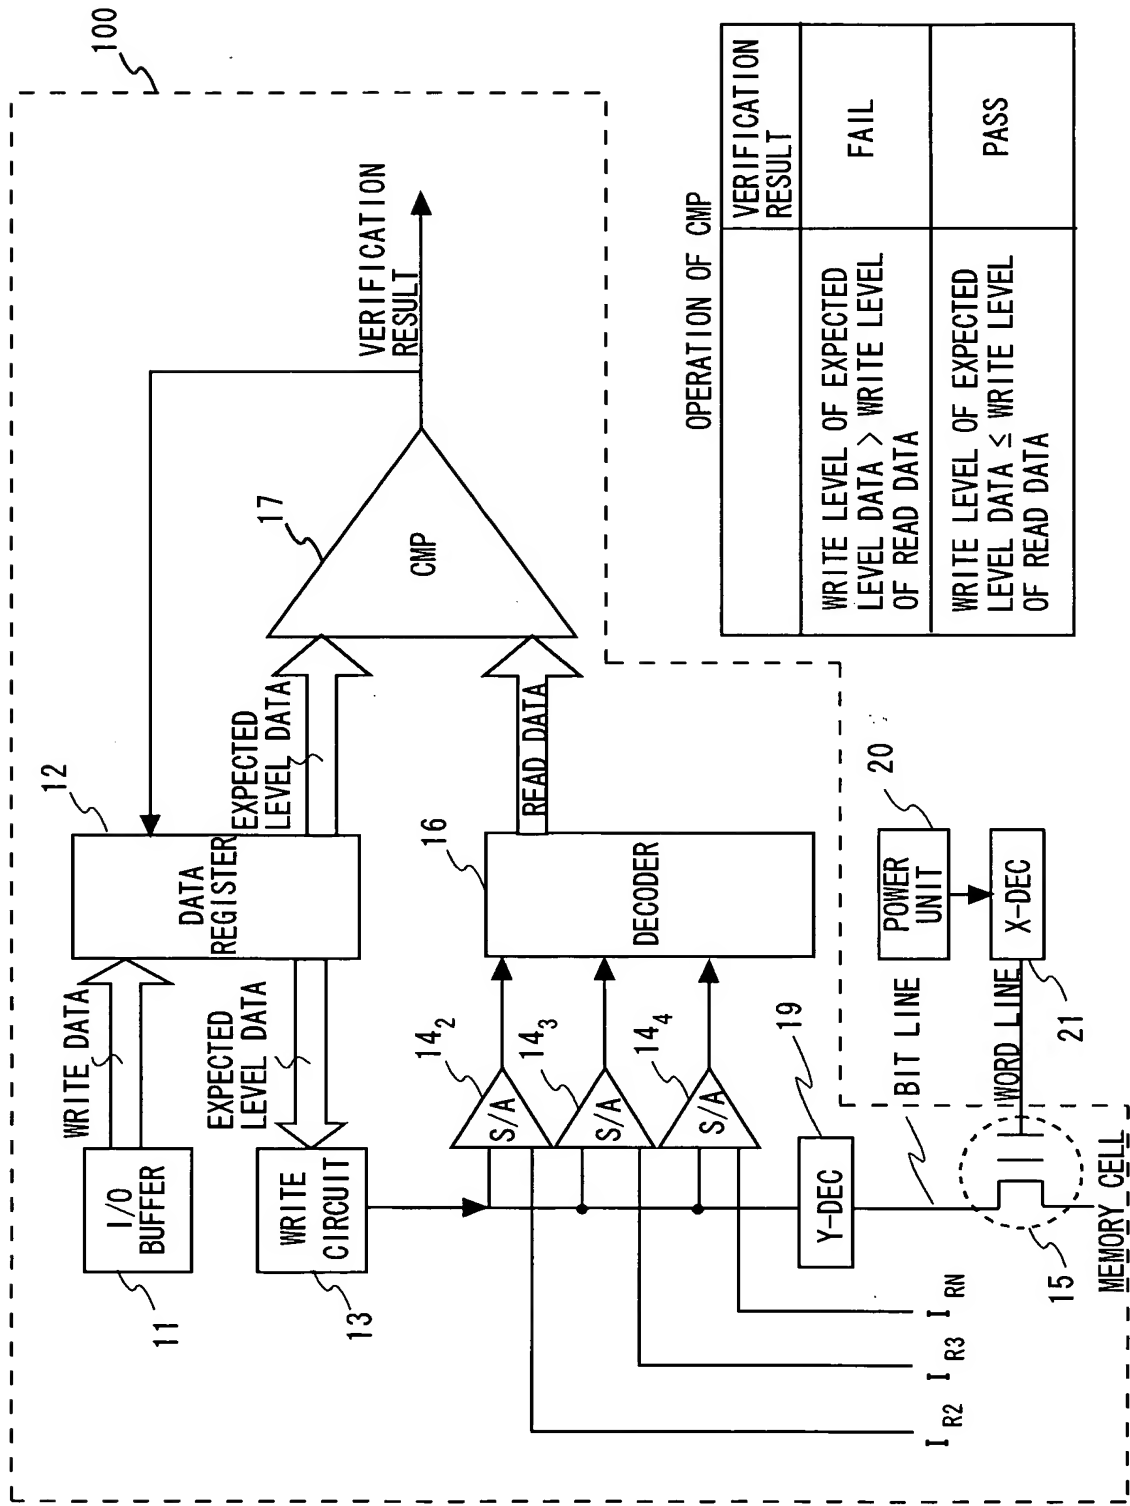 100
I/O
BUFFER
11
WRITE DATA
DATA
REGISTER
12
EXPECTED
LEVEL DATA
EXPECTED
LEVEL DATA
WRITE
CIRCUIT
13
17
CMP
VERIFICATION
RESULT
READ DATA
DECODER
16
S/A
14₂
S/A
14₃
S/A
14₄
Y-DEC
19
BIT LINE
POWER
UNIT
20
X-DEC
21
WORD LINE
15
MEMORY CELL
I R2
I R3
I RN
OPERATION OF CMP
VERIFICATION
RESULT
WRITE LEVEL OF EXPECTED
LEVEL DATA > WRITE LEVEL
OF READ DATA
FAIL
WRITE LEVEL OF EXPECTED
LEVEL DATA ≤ WRITE LEVEL
OF READ DATA
PASS